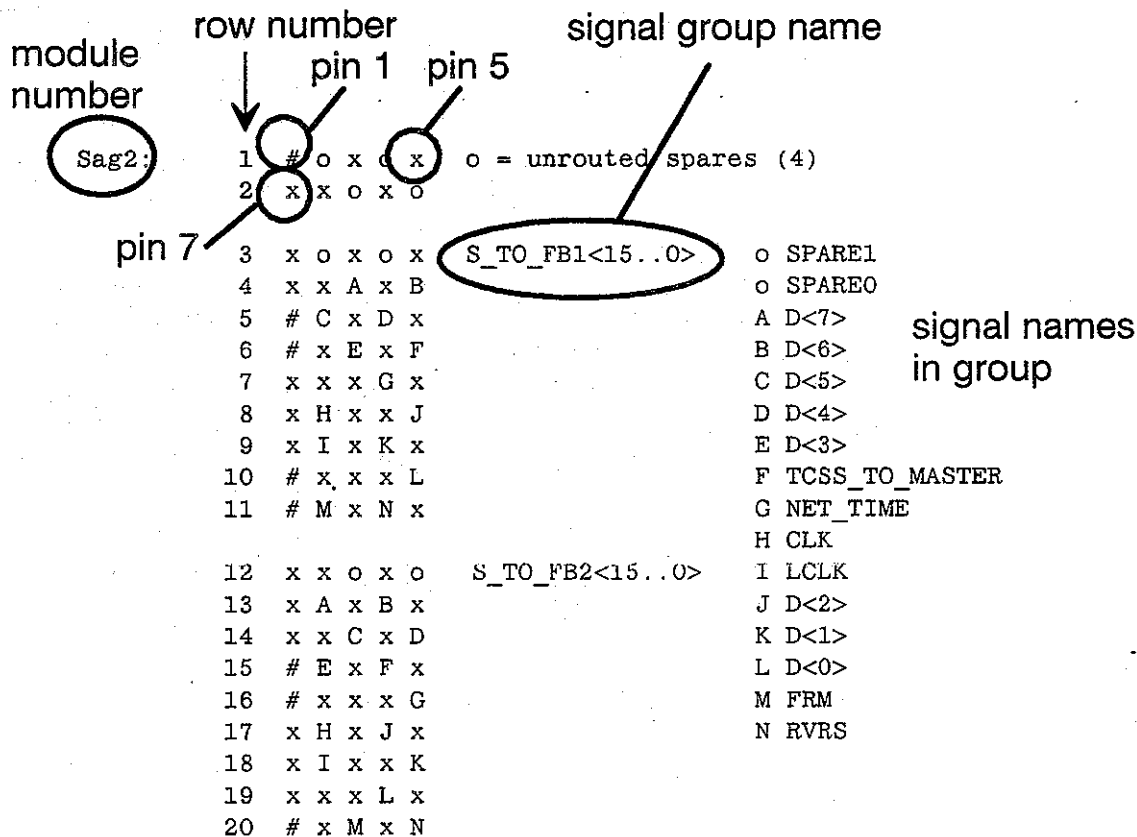 row number
signal group name
module
number
pin 1
pin 5
Sag2: 1 # o x o x o = unrouted spares (4)
2 x x o x o
pin 7
3 x o x o x S_TO_FB1<15..0> o SPARE1
4 x x A x B o SPARE0
5 # C x D x A D<7>
signal names
in group
6 # x E x F B D<6>
7 x x x G x C D<5>
8 x H x x J D D<4>
9 x I x K x E D<3>
10 # x x x L F TCSS_TO_MASTER
11 # M x N x G NET_TIME
H CLK
12 x x o x o S_TO_FB2<15..0> I LCLK
13 x A x B x J D<2>
14 x x C x D K D<1>
15 # E x F x L D<0>
16 # x x x G M FRM
17 x H x J x N RVRS
18 x I x x K
19 x x x L x
20 # x M x N